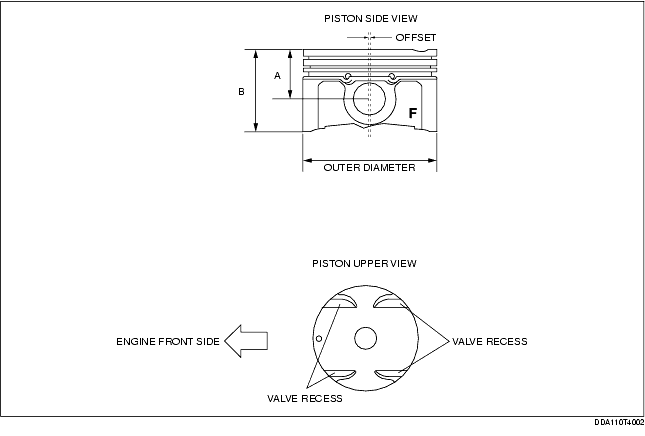 PISTON SIDE VIEW
OFFSET
A
B
F
OUTER DIAMETER
PISTON UPPER VIEW
ENGINE FRONT SIDE
VALVE RECESS
VALVE RECESS
DDA110T4002